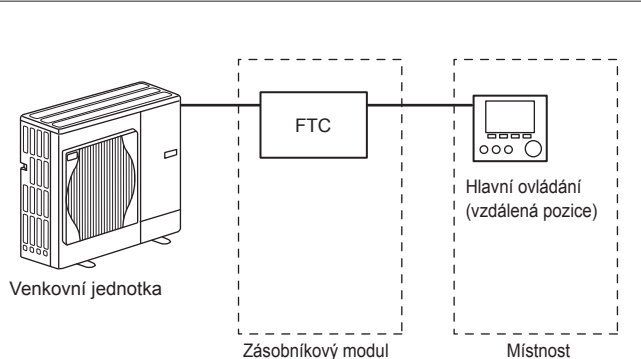 FTC
Hlavní ovládání
(vzdálená pozice)
Venkovní jednotka
Zásobníkový modul
Místnost